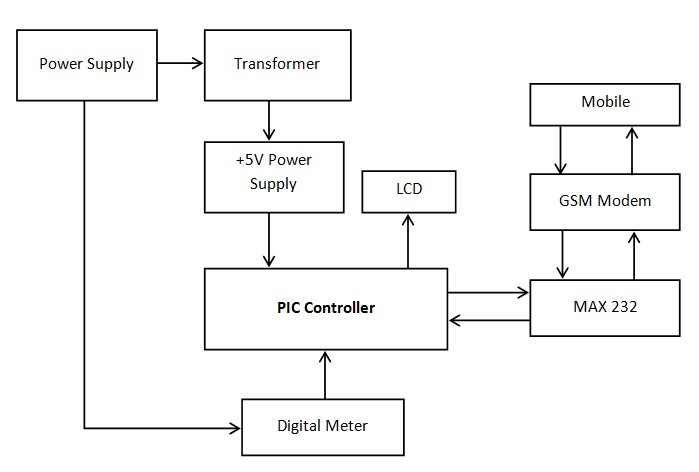 Power Supply
Transformer
Mobile
+5V Power
Supply
LCD
GSM Modem
PIC Controller
MAX 232
Digital Meter